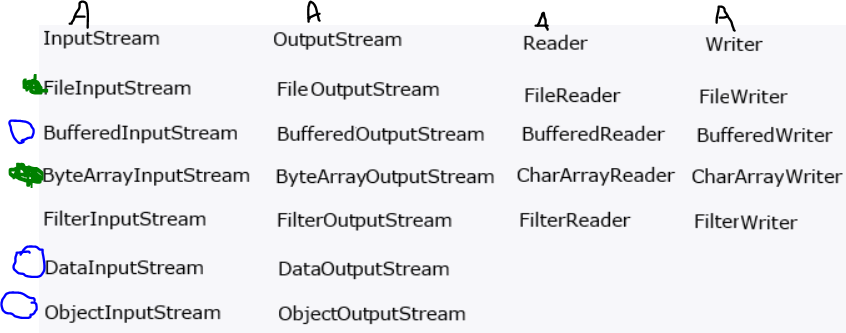 A A A A
InputStream OutputStream Reader Writer
FileInputStream FileOutputStream FileReader FileWriter
BufferedInputStream BufferedOutputStream BufferedReader BufferedWriter
ByteArrayInputStream ByteArrayOutputStream CharArrayReader CharArrayWriter
FilterInputStream FilterOutputStream FilterReader FilterWriter
DataInputStream DataOutputStream
ObjectInputStream ObjectOutputStream